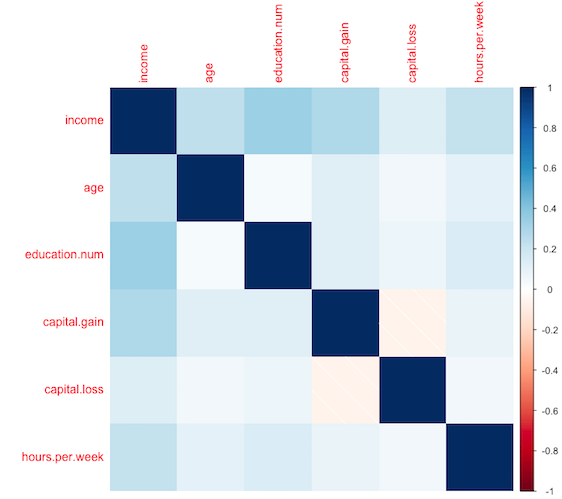 income
age
education.num
capital.gain
capital.loss
hours.per.week
income
age
education.num
capital.gain
capital.loss
hours.per.week
1
0.8
0.6
0.4
0.2
0
-0.2
-0.4
-0.6
-0.8
-1